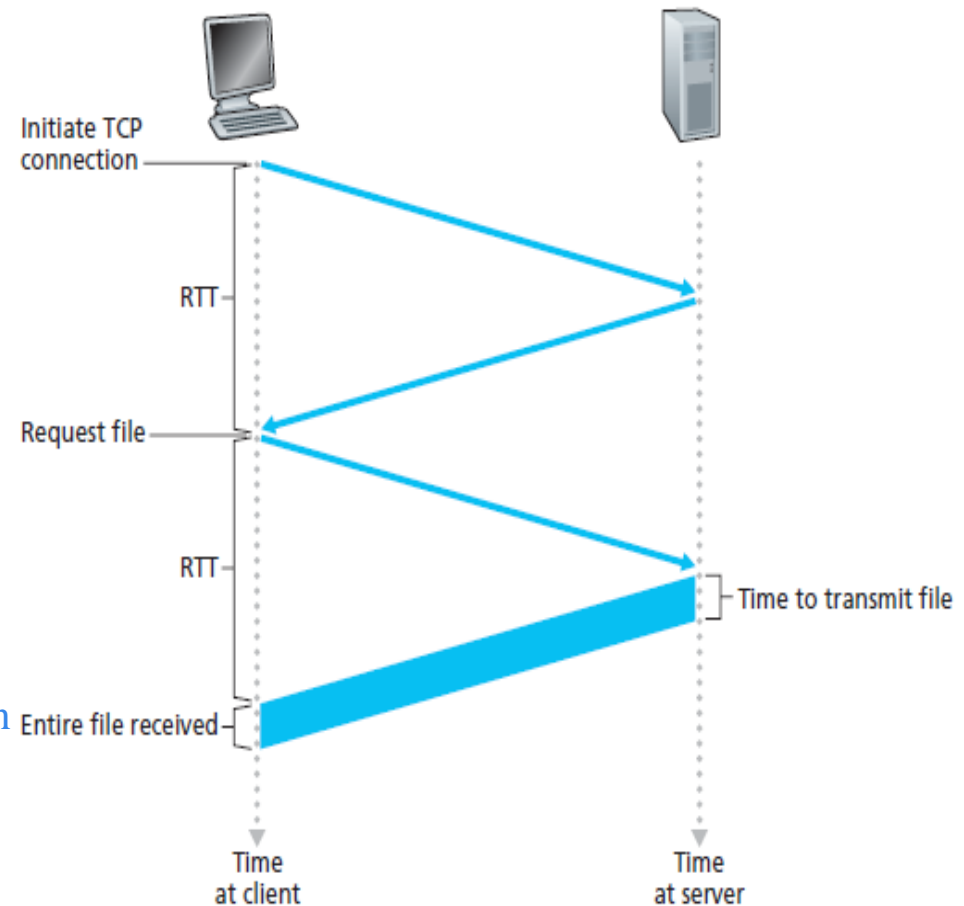 Initiate TCP
connection
RTT
Request file
RTT
Time to transmit file
n
Entire file received
Time
at client
Time
at server